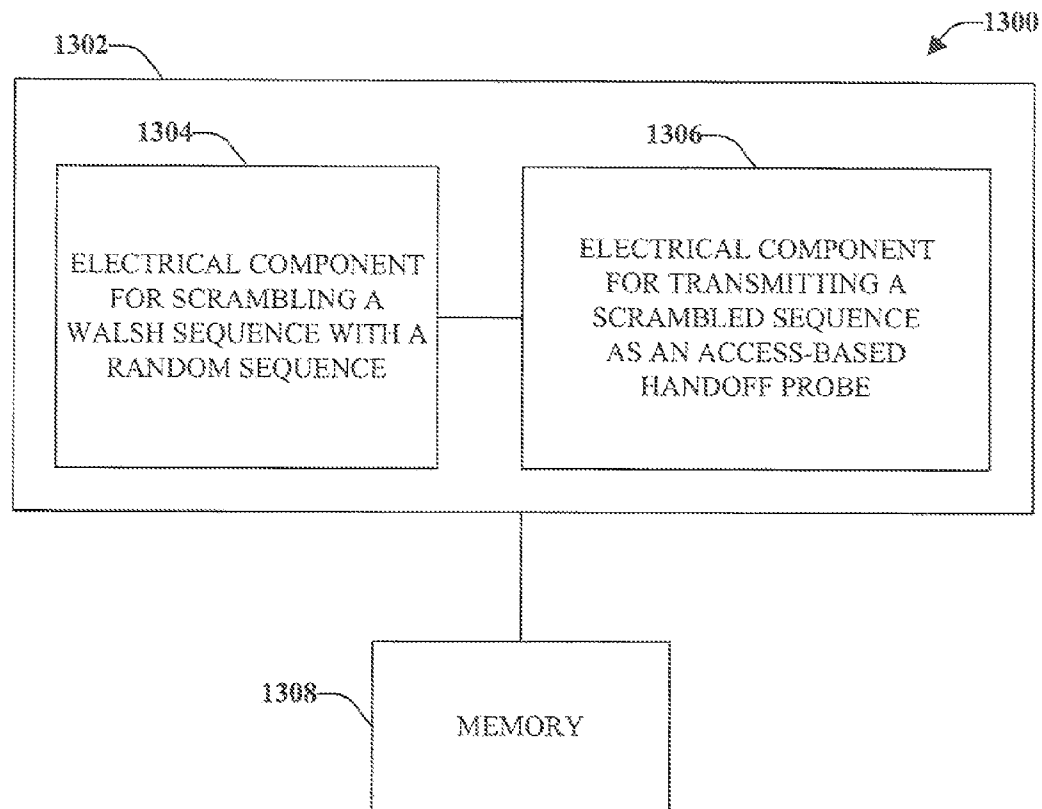 1300
1302
1304
1306
ELECTRICAL COMPONENT
FOR SCRAMBLING A
WALSH SEQUENCE WITH A
RANDOM SEQUENCE
ELECTRICAL COMPONENT
FOR TRANSMITTING A
SCRAMBLED SEQUENCE
AS AN ACCESS-BASED
HANDOFF PROBE
1308
MEMORY